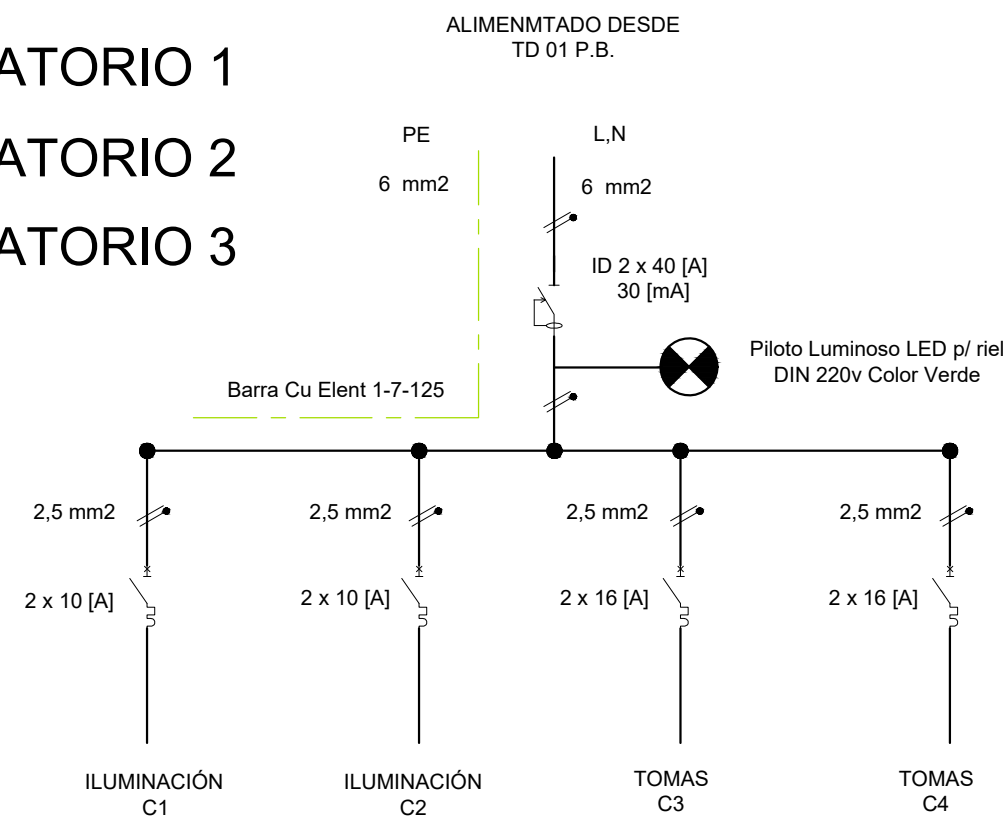 ALIMENMTADO DESDE
TD 01 P.B.
ATORIO 1
ATORIO 2
ATORIO 3
PE
L,N
6 mm2
6 mm2
ID 2 x 40 [A]
30 [mA]
Piloto Luminoso LED p/ riel
DIN 220v Color Verde
Barra Cu Elent 1-7-125
2,5 mm2
2,5 mm2
2,5 mm2
2,5 mm2
2 x 10 [A]
2 x 10 [A]
2 x 16 [A]
2 x 16 [A]
ILUMINACIÓN
C1
ILUMINACIÓN
C2
TOMAS
C3
TOMAS
C4